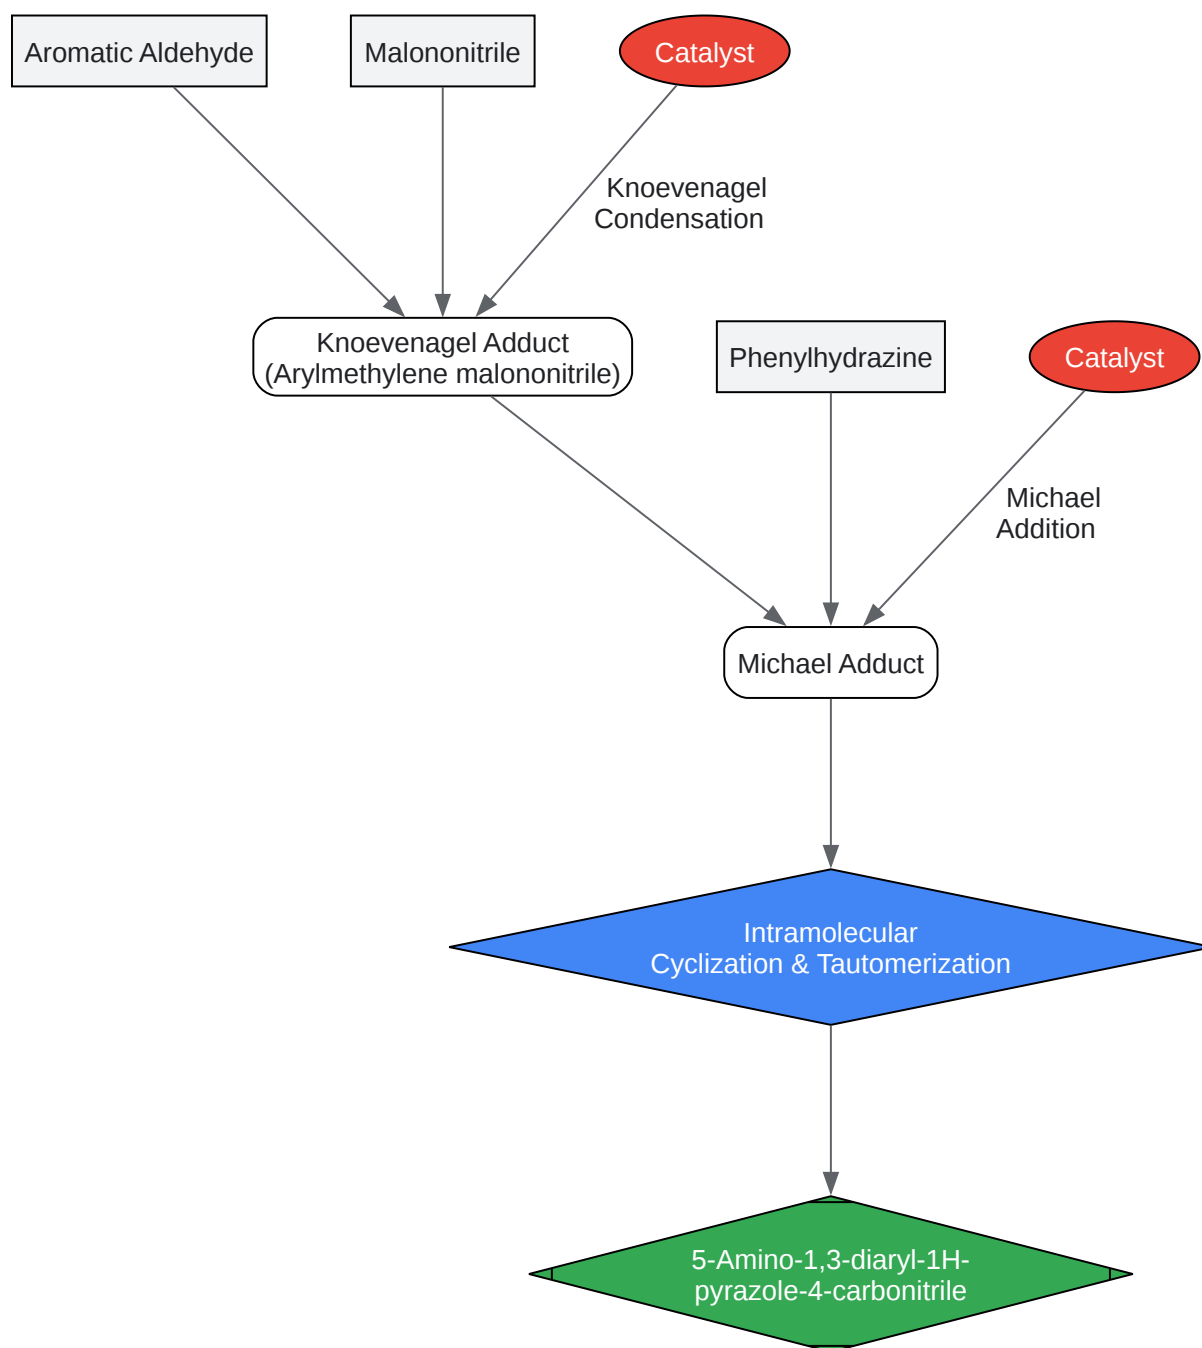 Aromatic Aldehyde
Malononitrile
Catalyst
Knoevenagel
Condensation
Knoevenagel Adduct
(Arylmethylene malononitrile)
Phenylhydrazine
Catalyst
Michael
Addition
Michael Adduct
Intramolecular
Cyclization & Tautomerization
5-Amino-1,3-diaryl-1H-
pyrazole-4-carbonitrile